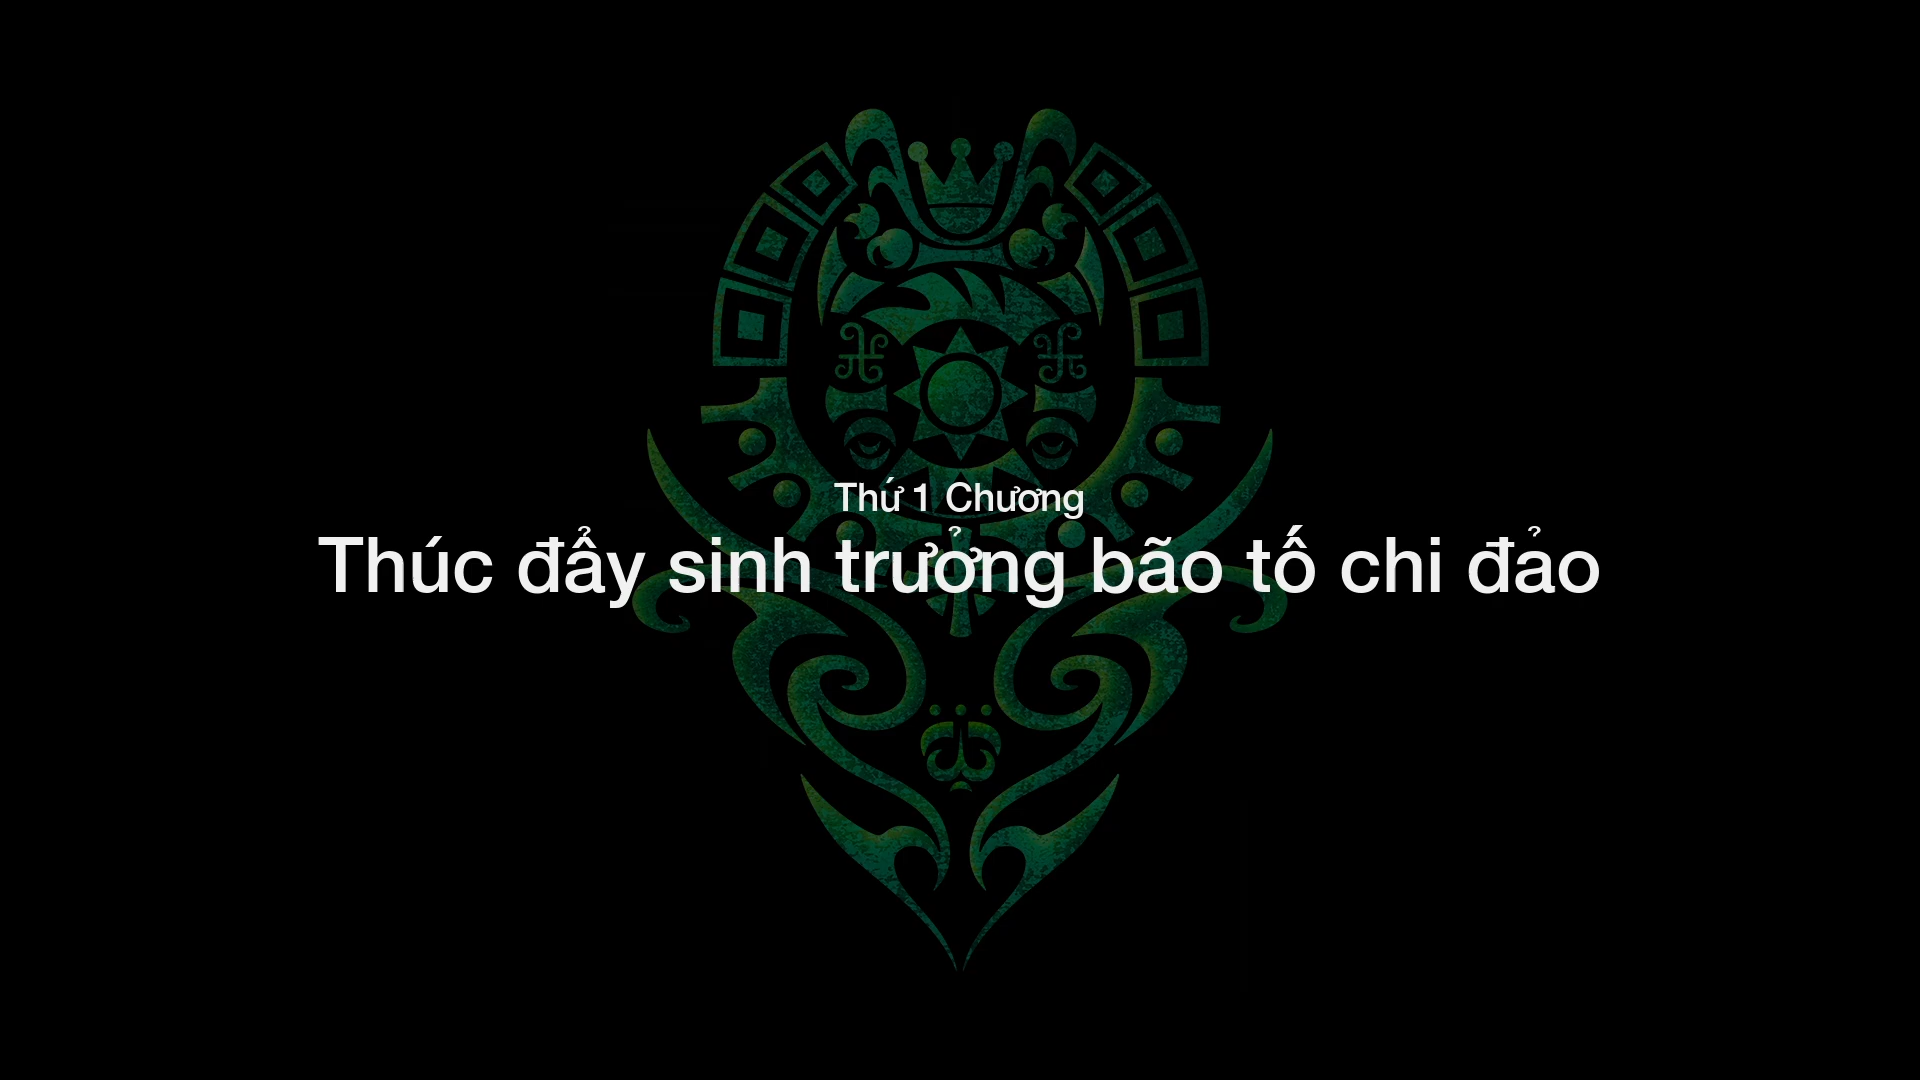 Thứ 1 Chương
Thúc đẩy sinh trưởng bão tố chi đảo